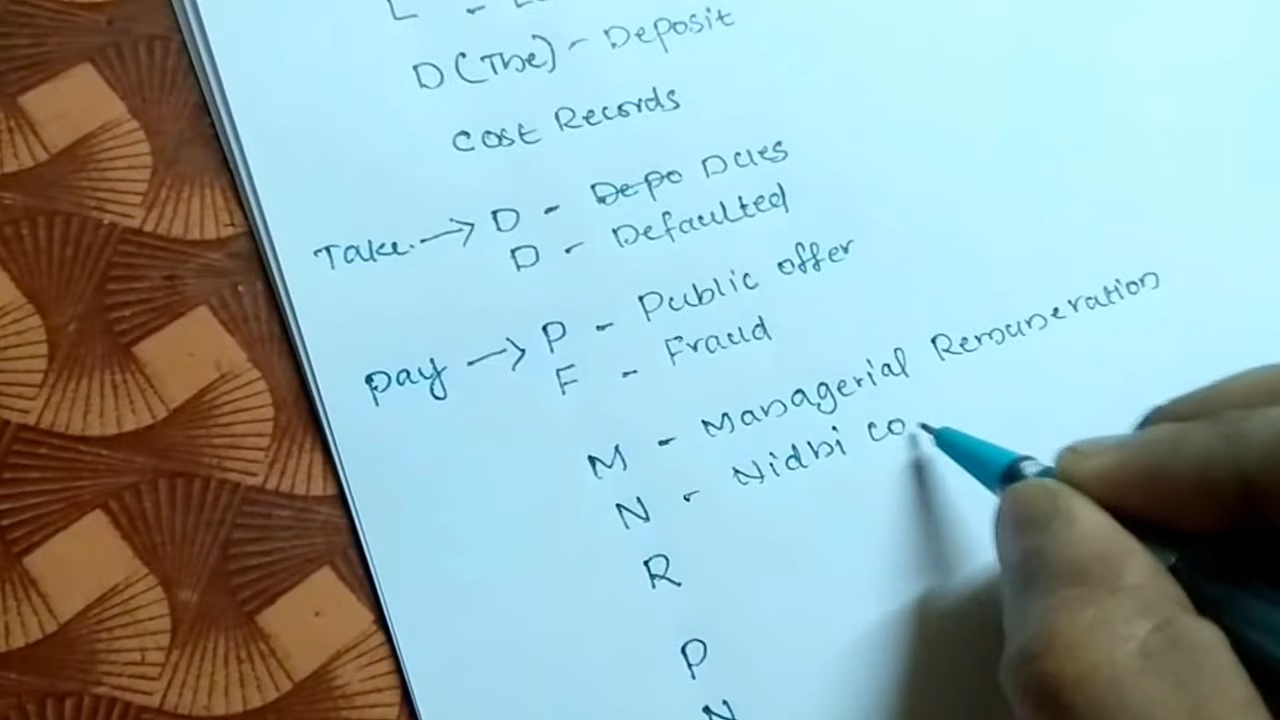 L -
D (The) - Deposit
Cost Records
Take → D - Depo Dues
D - Defaulted
Pay → P - Public offer
F - Fraud
M - Managerial Remuneration
N - Nidhi co
R
P
N